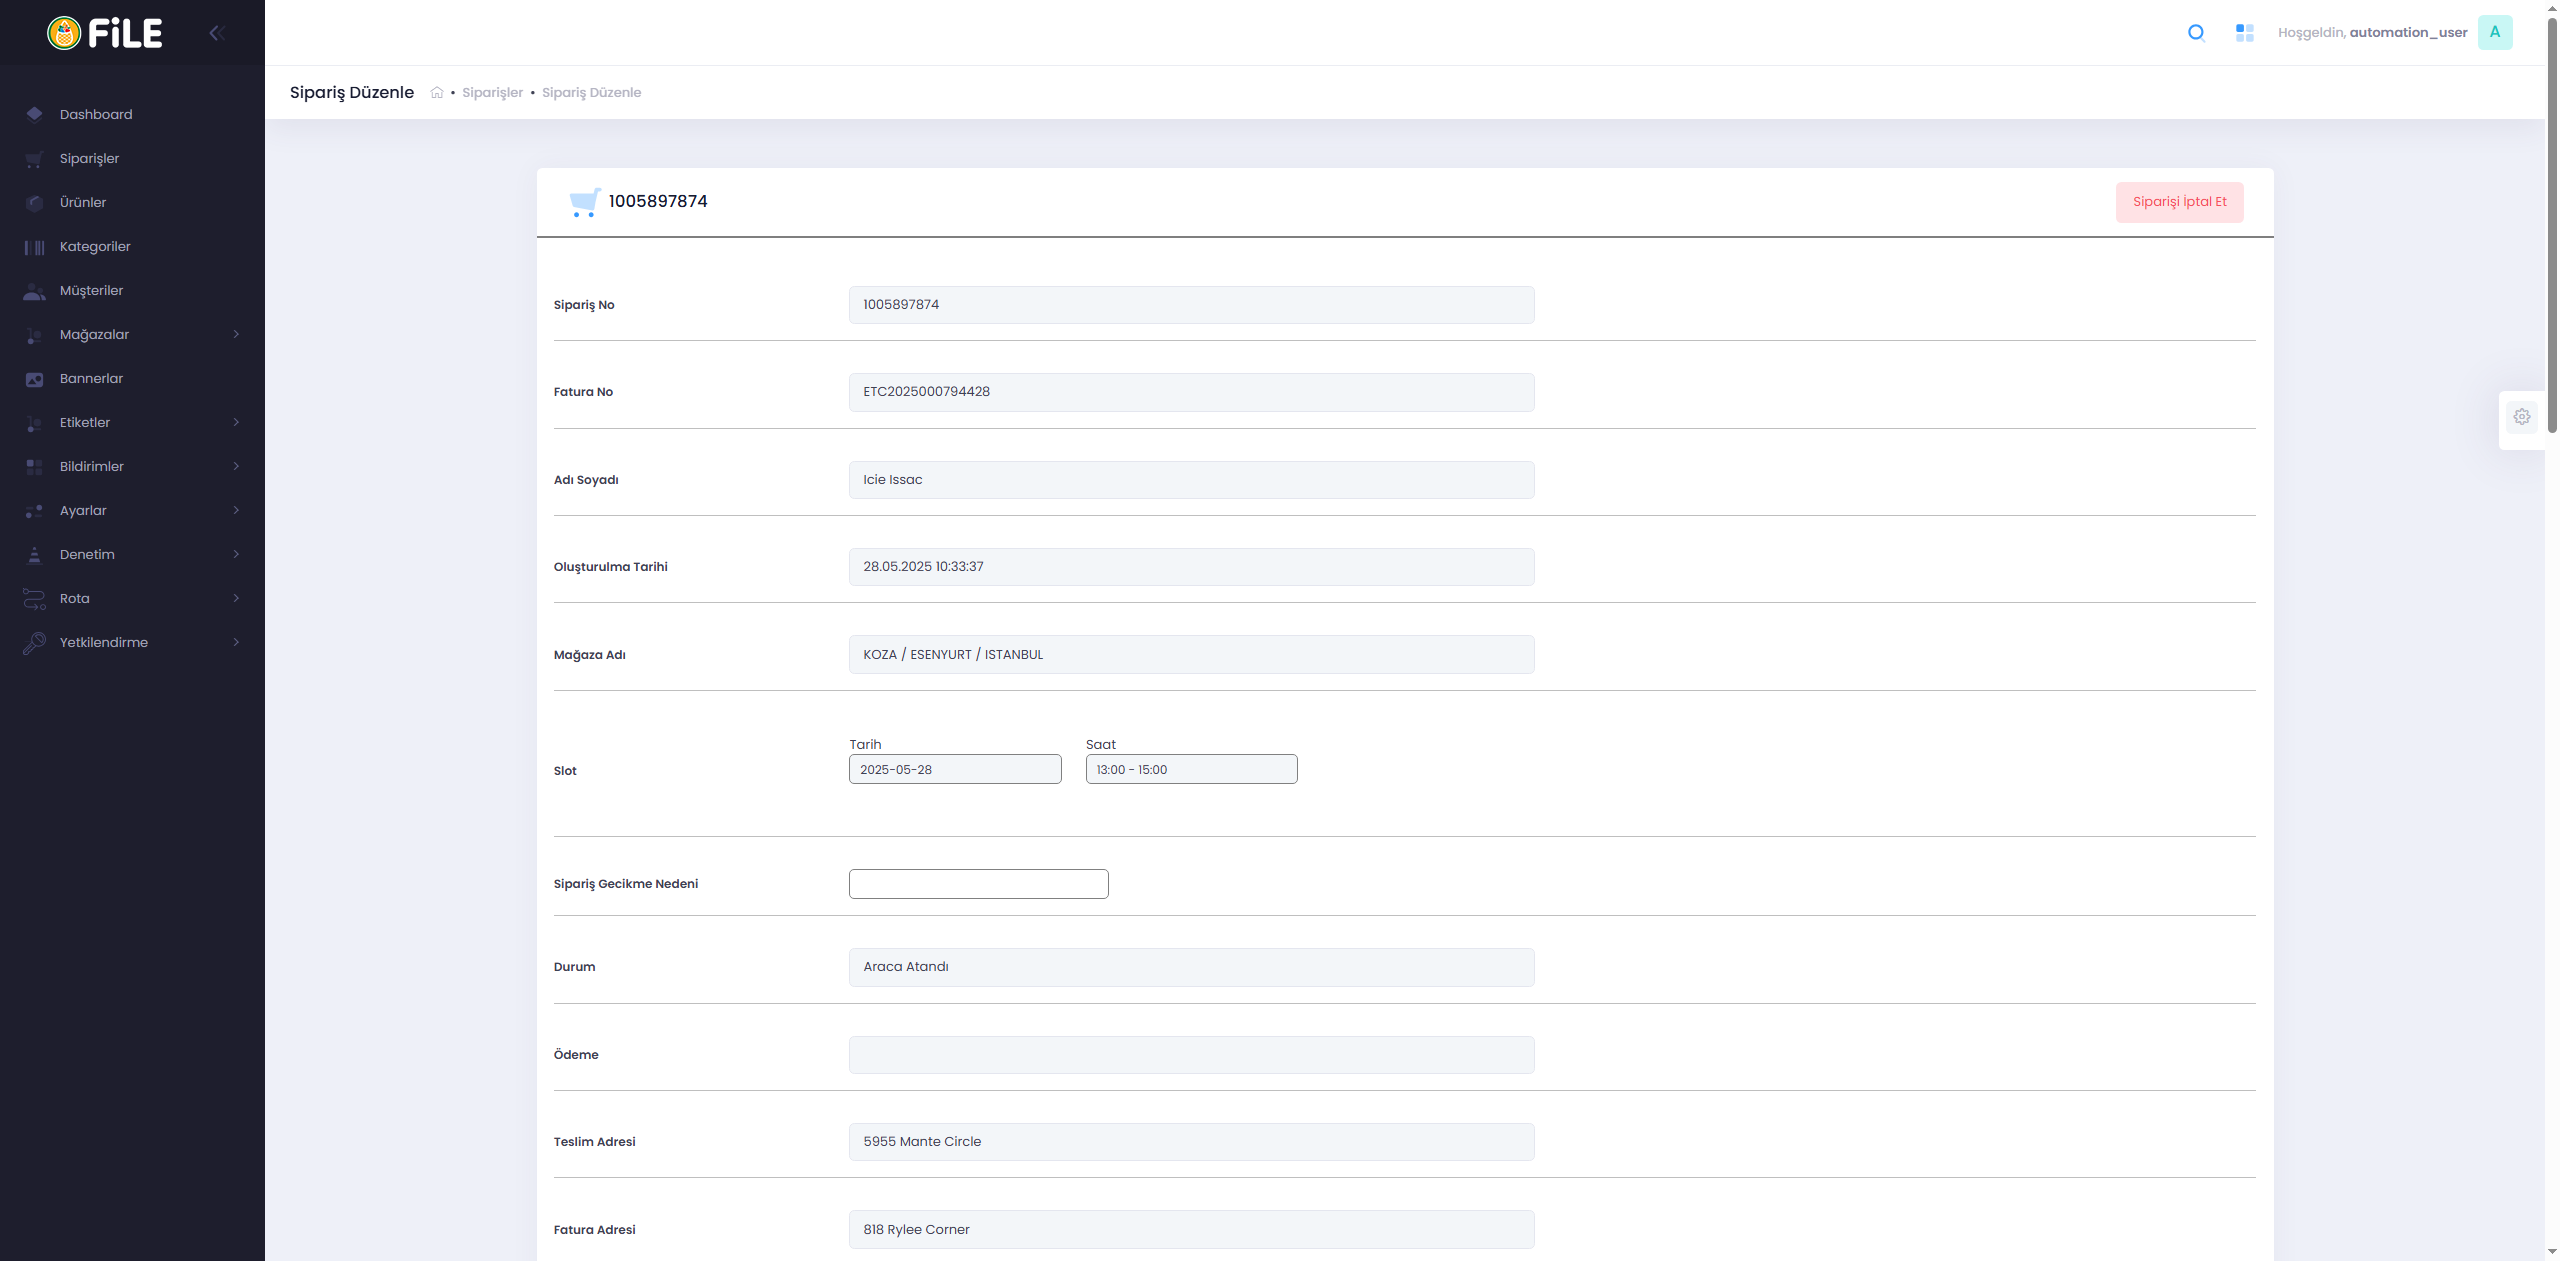 FiLE
Hoşgeldin, automation_user A
Sipariş Düzenle • Siparişler • Sipariş Düzenle
Dashboard
Siparişler
Ürünler
Kategoriler
Müşteriler
Mağazalar
Bannerlar
Etiketler
Bildirimler
Ayarlar
Denetim
Rota
Yetkilendirme
1005897874
Siparişi İptal Et
Sipariş No 1005897874
Fatura No ETC2025000794428
Adı Soyadı Icie Issac
Oluşturulma Tarihi 28.05.2025 10:33:37
Mağaza Adı KOZA / ESENYURT / ISTANBUL
Tarih Saat
Slot 2025-05-28 13:00 - 15:00
Sipariş Gecikme Nedeni
Durum Araca Atandı
Ödeme
Teslim Adresi 5955 Mante Circle
Fatura Adresi 818 Rylee Corner